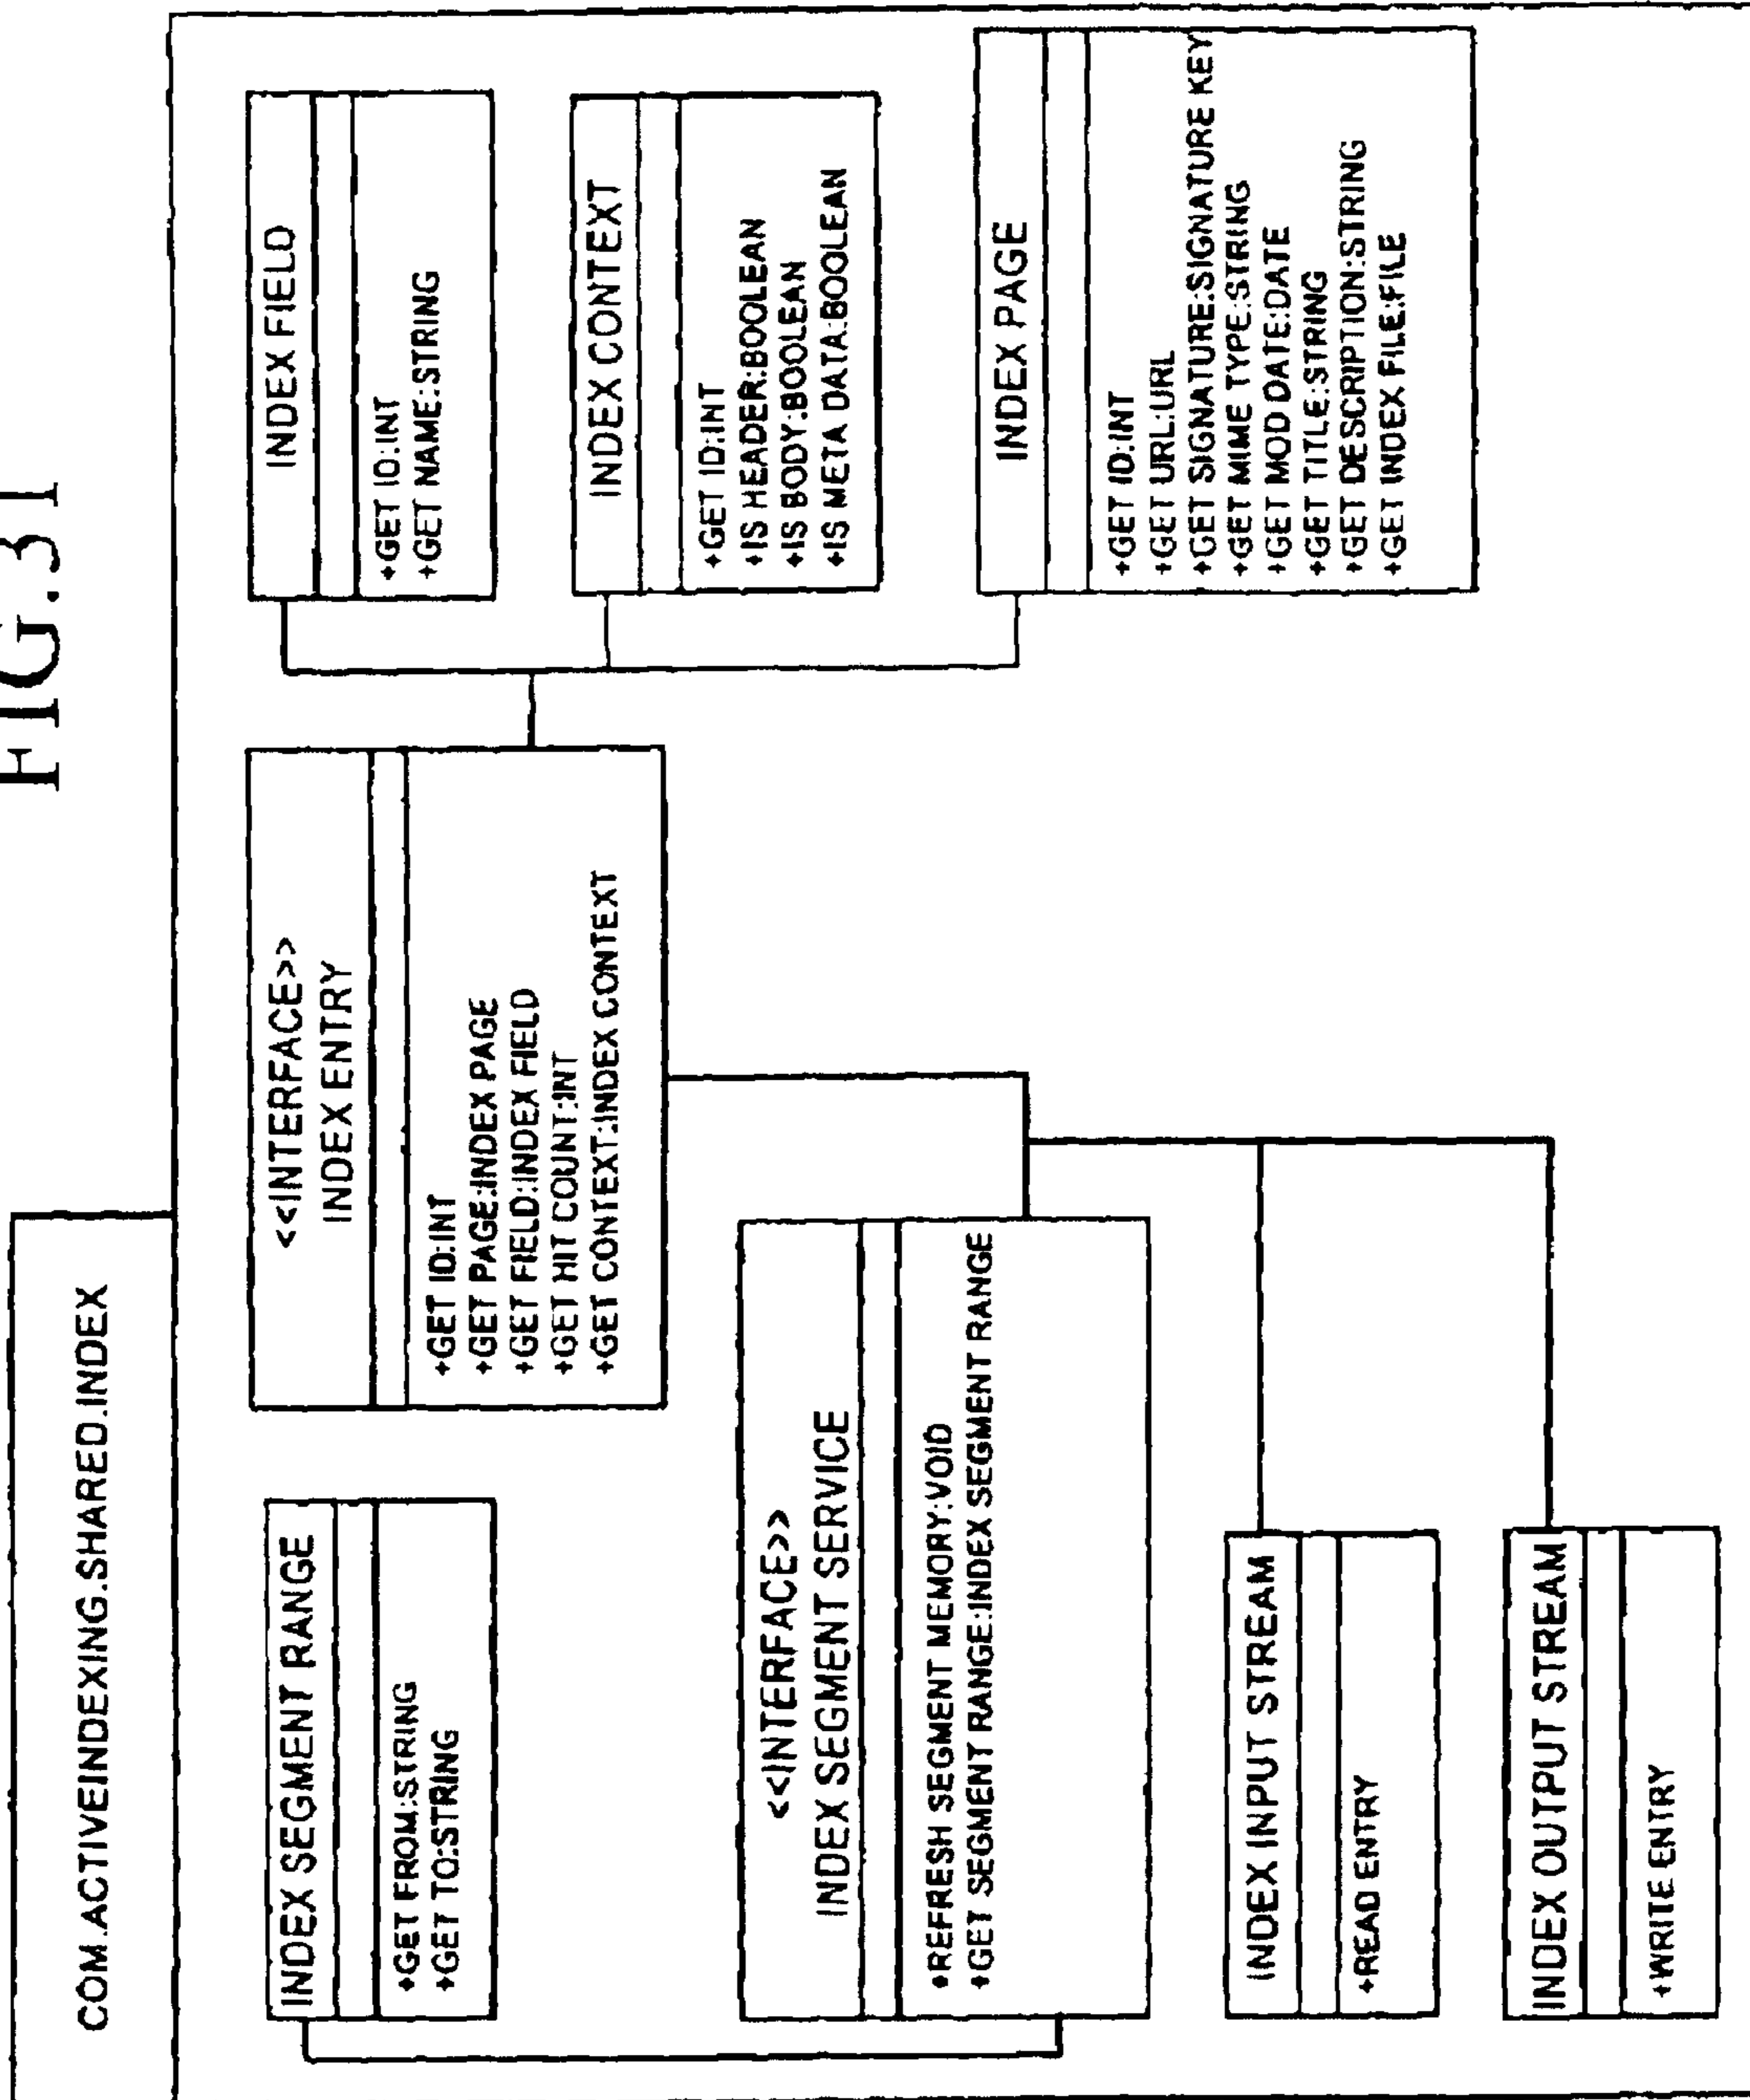 FIG.31
COM.ACTIVEINDEXING.SHARED.INDEX
INDEX SEGMENT RANGE
+GET FROM:STRING
+GET TO:STRING
<<INTERFACE>>
INDEX ENTRY
+GET ID:INT
+GET PAGE:INDEX PAGE
+GET FIELD:INDEX FIELD
+GET HIT COUNT:INT
+GET CONTEXT:INDEX CONTEXT
INDEX FIELD
+GET ID:INT
+GET NAME:STRING
INDEX CONTEXT
+GET ID:INT
+IS HEADER:BOOLEAN
+IS BODY:BOOLEAN
+IS META DATA:BOOLEAN
<<INTERFACE>>
INDEX SEGMENT SERVICE
+REFRESH SEGMENT MEMORY:VOID
+GET SEGMENT RANGE:INDEX SEGMENT RANGE
INDEX PAGE
+GET ID:INT
+GET URL:URL
+GET SIGNATURE:SIGNATURE KEY
+GET MIME TYPE:STRING
+GET MOD DATE:DATE
+GET TITLE:STRING
+GET DESCRIPTION:STRING
+GET INDEX FILE:FILE
INDEX INPUT STREAM
+READ ENTRY
INDEX OUTPUT STREAM
+WRITE ENTRY